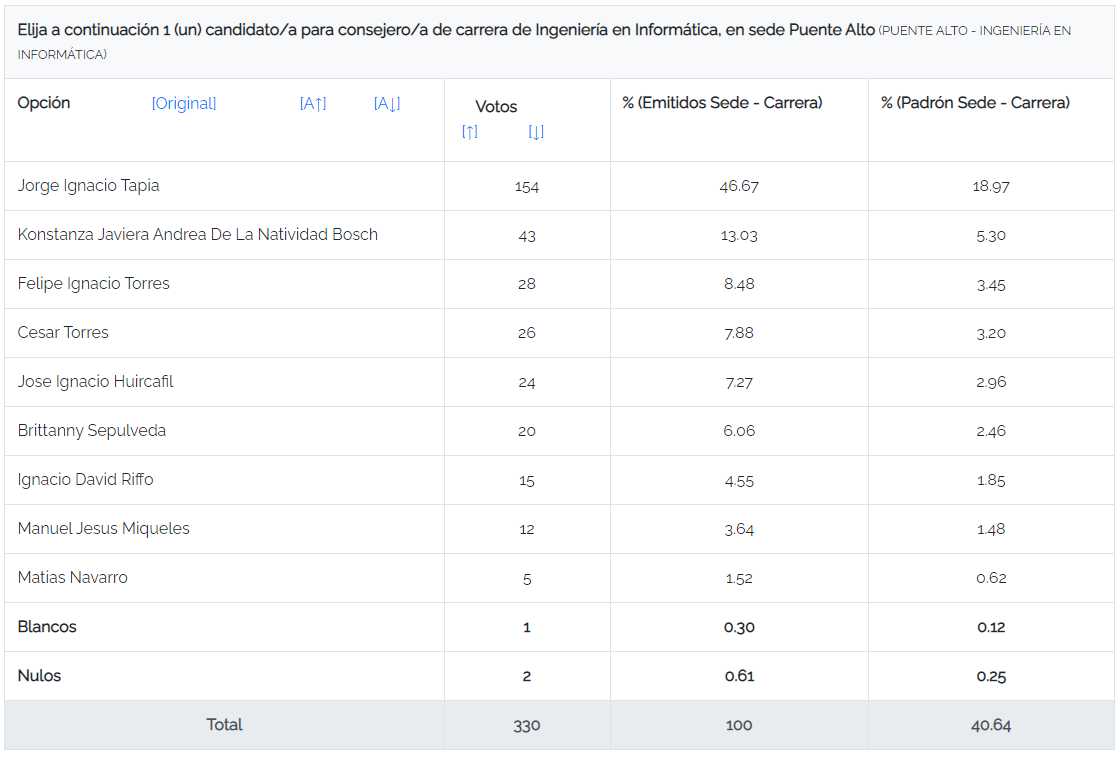 Elija a continuación 1 (un) candidato/a para consejero/a de carrera de Ingeniería en Informática, en sede Puente Alto (PUENTE ALTO - INGENIERÍA EN
INFORMÁTICA)
Opción [Original] [A↑] [A↓] Votos % (Emitidos Sede - Carrera) % (Padrón Sede - Carrera)
[↑] [↓]
Jorge Ignacio Tapia 154 46.67 18.97
Konstanza Javiera Andrea De La Natividad Bosch 43 13.03 5.30
Felipe Ignacio Torres 28 8.48 3.45
Cesar Torres 26 7.88 3.20
Jose Ignacio Huircafil 24 7.27 2.96
Brittanny Sepulveda 20 6.06 2.46
Ignacio David Riffo 15 4.55 1.85
Manuel Jesus Miqueles 12 3.64 1.48
Matias Navarro 5 1.52 0.62
Blancos 1 0.30 0.12
Nulos 2 0.61 0.25
Total 330 100 40.64